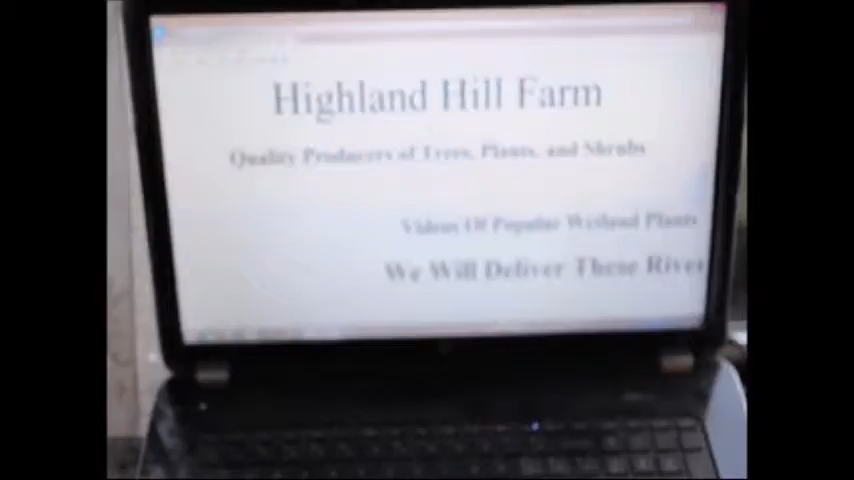 Highland Hill Farm
Quality Producers of Trees, Plants, and Shrubs
Videos Of Popular Wetland Plants
We Will Deliver These River